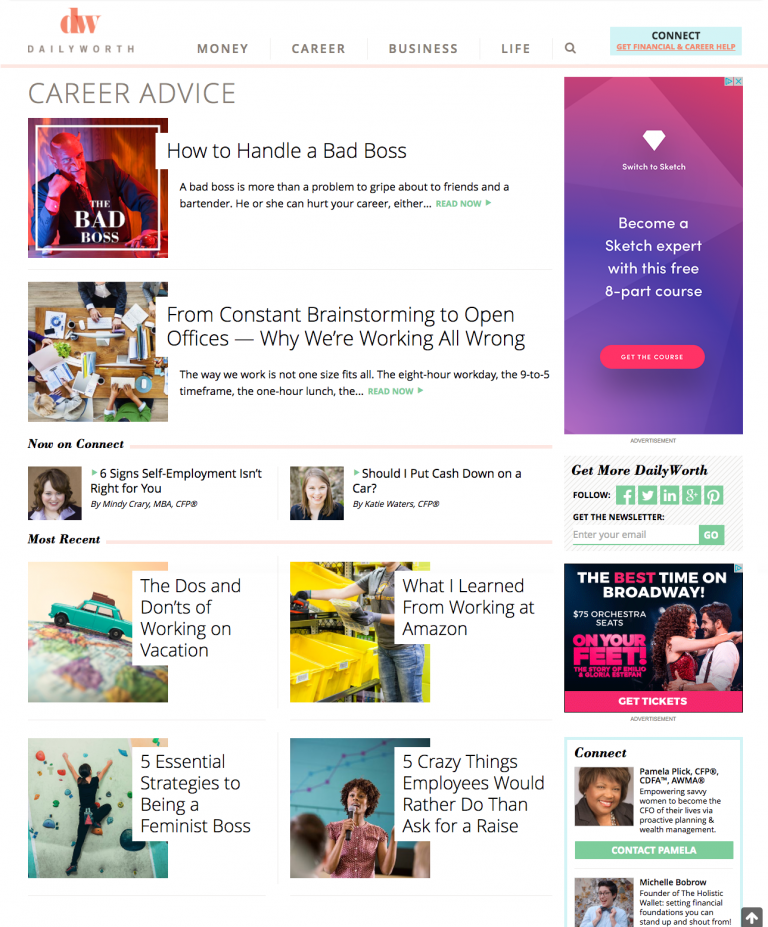 dw
DAILYWORTH
MONEY
CAREER
BUSINESS
LIFE
CONNECT
GET FINANCIAL & CAREER HELP
CAREER ADVICE
THE
BAD
BOSS
How to Handle a Bad Boss
A bad boss is more than a problem to gripe about to friends and a
bartender. He or she can hurt your career, either... READ NOW
From Constant Brainstorming to Open
Offices — Why We’re Working All Wrong
The way we work is not one size fits all. The eight-hour workday, the 9-to-5
timeframe, the one-hour lunch, the... READ NOW
Now on Connect
6 Signs Self-Employment Isn’t
Right for You
By Mindy Crary, MBA, CFP®
Should I Put Cash Down on a
Car?
By Katie Waters, CFP®
Most Recent
The Dos and
Don’ts of
Working on
Vacation
What I Learned
From Working at
Amazon
5 Essential
Strategies to
Being a
Feminist Boss
5 Crazy Things
Employees Would
Rather Do Than
Ask for a Raise
Switch to Sketch
Become a
Sketch expert
with this free
8-part course
GET THE COURSE
ADVERTISEMENT
Get More DailyWorth
FOLLOW:
GET THE NEWSLETTER:
Enter your email
GO
THE BEST TIME ON
BROADWAY!
$75 ORCHESTRA
SEATS
ON YOUR
FEET!
THE STORY OF EMILIO
& GLORIA ESTEFAN
GET TICKETS
ADVERTISEMENT
Connect
Pamela Plick, CFP®,
CDFA™, AWMA®
Empowering savvy
women to become the
CFO of their lives via
proactive planning &
wealth management.
CONTACT PAMELA
Michelle Bobrow
Founder of The Holistic
Wallet: setting financial
foundations you can
stand up and shout from!